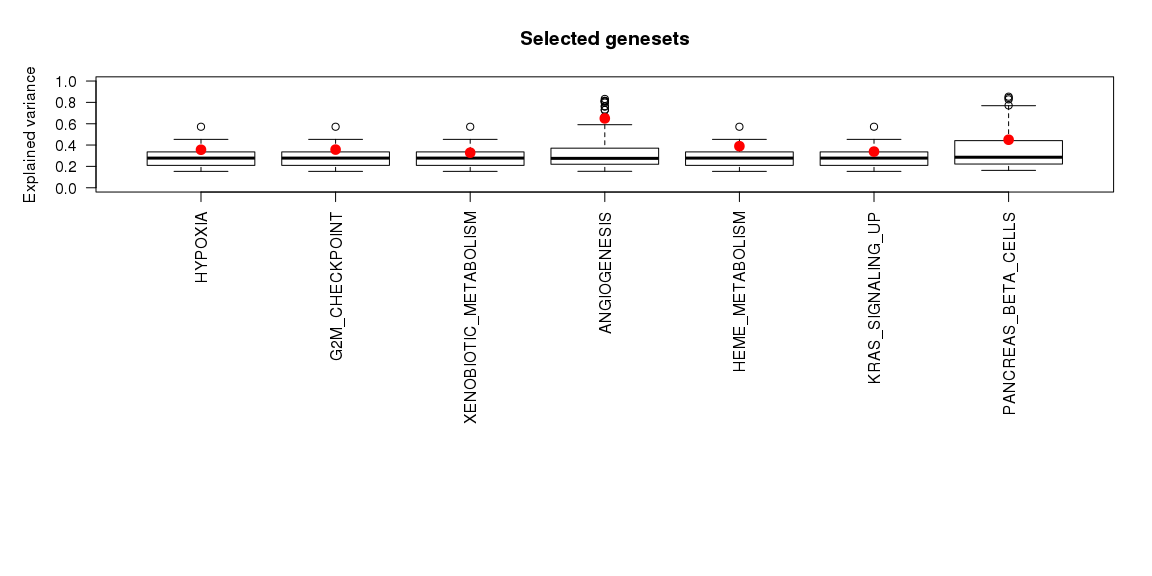 Selected genesets
Explained variance
1.0
0.8
0.6
0.4
0.2
0.0
HYPOXIA
G2M_CHECKPOINT
XENOBIOTIC_METABOLISM
ANGIOGENESIS
HEME_METABOLISM
KRAS_SIGNALING_UP
PANCREAS_BETA_CELLS